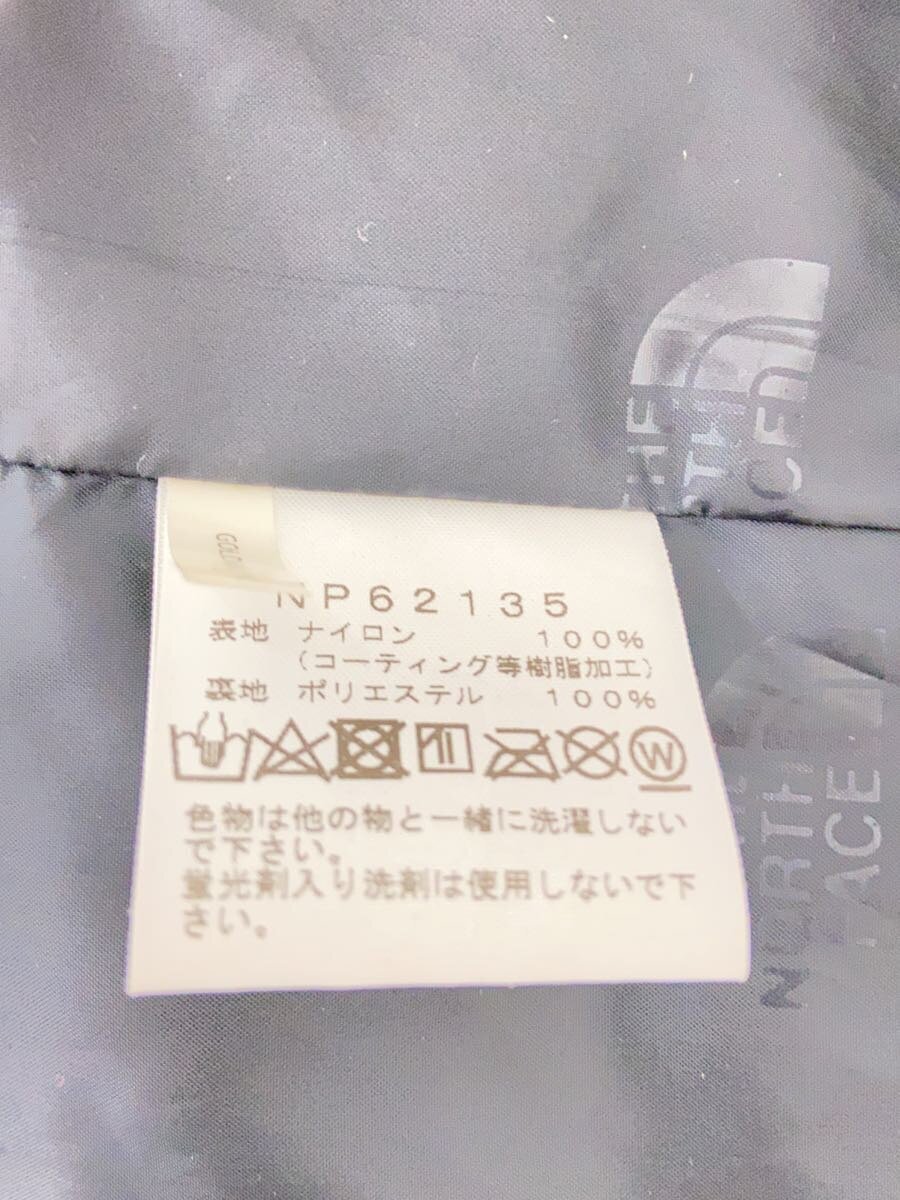 GOLD
NP62135
表地 ナイロン 100%
(コーティング等樹脂加工)
裏地 ポリエステル 100%
W
色物は他の物と一緒に洗濯しない
で下さい。
蛍光剤入り洗剤は使用しないで下
さい。
THE
NORTH
FACE
NORTH
FACE